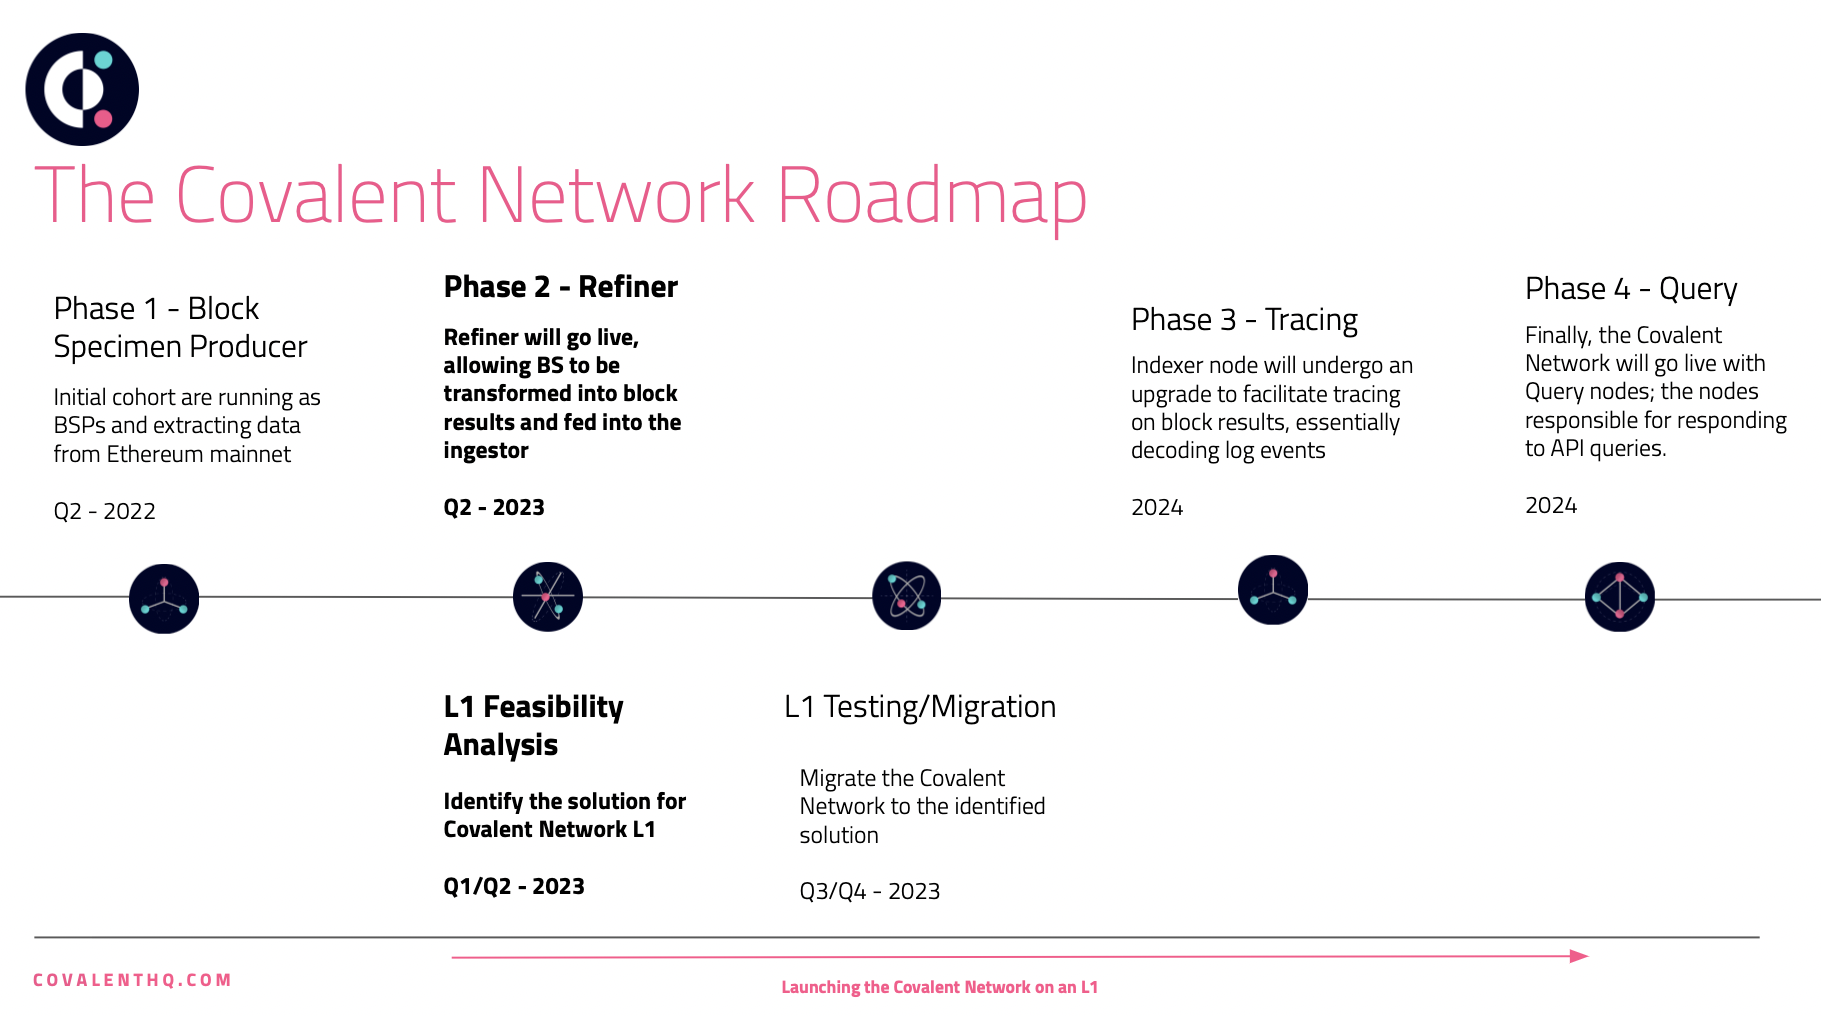 The Covalent Network Roadmap
Phase 1 - Block
Specimen Producer
Initial cohort are running as
BSPs and extracting data
from Ethereum mainnet
Q2 - 2022
Phase 2 - Refiner
Refiner will go live,
allowing BS to be
transformed into block
results and fed into the
ingestor
Q2 - 2023
Phase 3 - Tracing
Indexer node will undergo an
upgrade to facilitate tracing
on block results, essentially
decoding log events
2024
Phase 4 - Query
Finally, the Covalent
Network will go live with
Query nodes; the nodes
responsible for responding
to API queries.
2024
L1 Feasibility
Analysis
Identify the solution for
Covalent Network L1
Q1/Q2 - 2023
L1 Testing/Migration
Migrate the Covalent
Network to the identified
solution
Q3/Q4 - 2023
COVALENTHQ.COM
Launching the Covalent Network on an L1